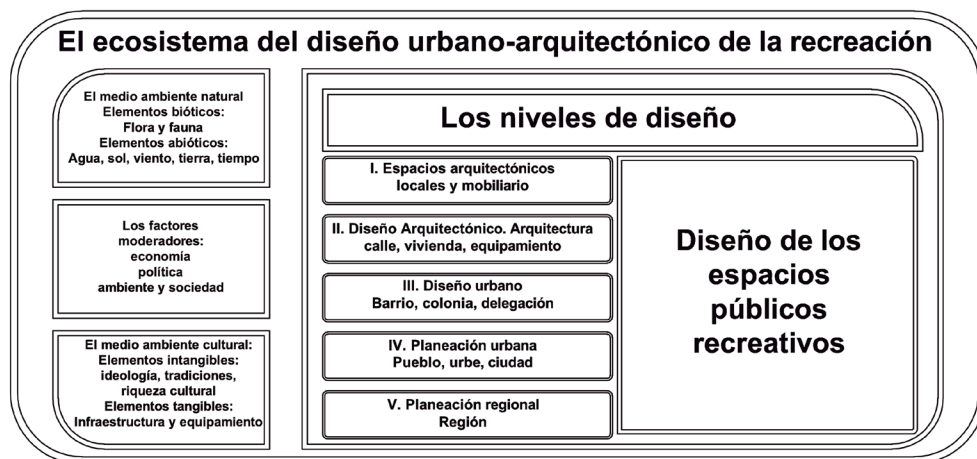 El ecosistema del diseño urbano-arquitectónico de la recreación
El medio ambiente natural
Elementos bióticos:
Flora y fauna
Elementos abióticos:
Agua, sol, viento, tierra, tiempo
Los factores
moderadores:
economía
política
ambiente y sociedad
El medio ambiente cultural:
Elementos intangibles:
ideología, tradiciones,
riqueza cultural
Elementos tangibles:
Infraestructura y equipamiento
Los niveles de diseño
I. Espacios arquitectónicos
locales y mobiliario
II. Diseño Arquitectónico. Arquitectura
calle, vivienda, equipamiento
III. Diseño urbano
Barrio, colonia, delegación
IV. Planeación urbana
Pueblo, urbe, ciudad
V. Planeación regional
Región
Diseño de los
espacios
públicos
recreativos